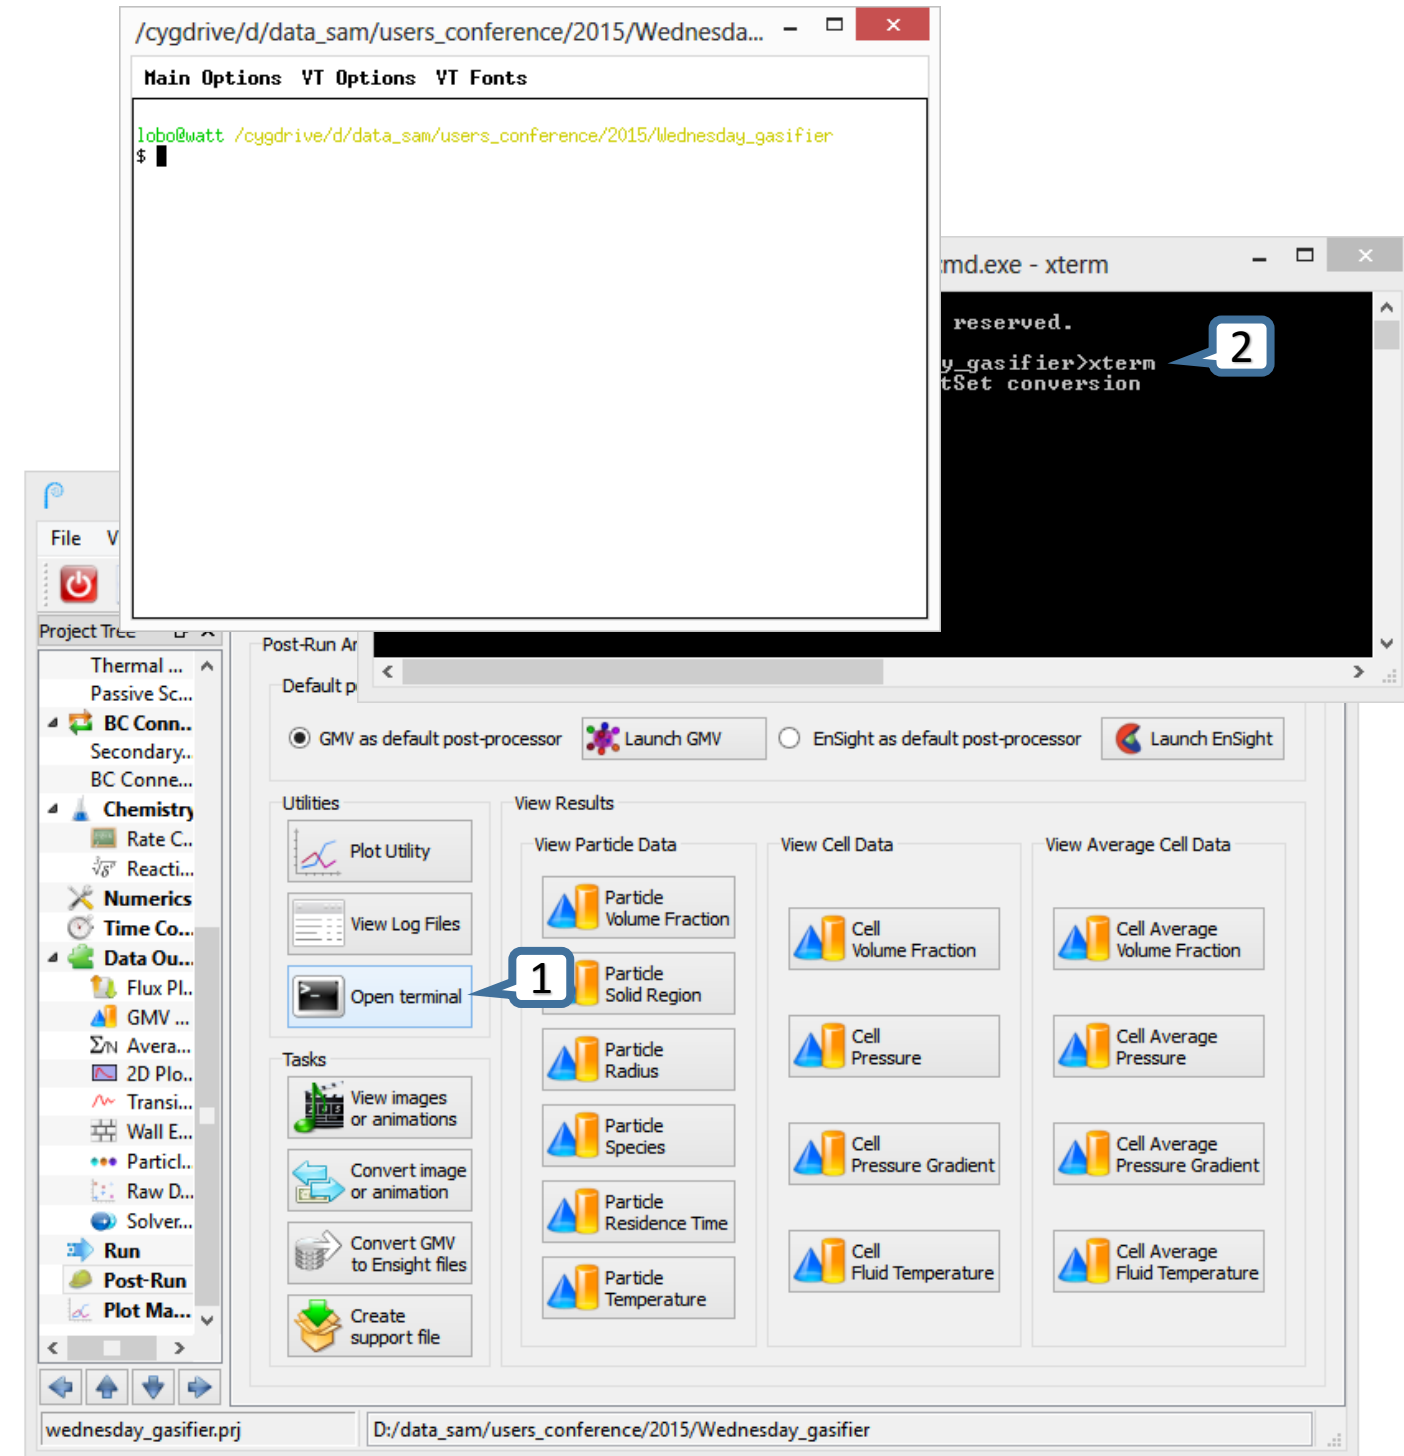 /cygdrive/d/data_sam/users_conference/2015/Wednesda...
Main Options VT Options VT Fonts
lobo@watt /cygdrive/d/data_sam/users_conference/2015/Wednesday_gasifier
$
md.exe - xterm
reserved.
y_gasifier>xterm
tSet conversion
2
File V
Project Tree
Thermal ...
Passive Sc...
BC Conn..
Secondary...
BC Conne...
Chemistry
Rate C..
Reacti...
Numerics
Time Co...
Data Ou...
Flux Pl..
GMV ...
Σ/N Avera...
2D Plo..
Transi...
Wall E...
Particl..
Raw D...
Solver...
Run
Post-Run
Plot Ma...
Post-Run Ar
Default p
GMV as default post-processor
Launch GMV
EnSight as default post-processor
Launch EnSight
Utilities
Plot Utility
View Log Files
Open terminal
1
Tasks
View images
or animations
Convert image
or animation
Convert GMV
to Ensight files
Create
support file
View Results
View Particle Data
Particle
Volume Fraction
Particle
Solid Region
Particle
Radius
Particle
Species
Particle
Residence Time
Particle
Temperature
View Cell Data
Cell
Volume Fraction
Cell
Pressure
Cell
Pressure Gradient
Cell
Fluid Temperature
View Average Cell Data
Cell Average
Volume Fraction
Cell Average
Pressure
Cell Average
Pressure Gradient
Cell Average
Fluid Temperature
wednesday_gasifier.prj
D:/data_sam/users_conference/2015/Wednesday_gasifier